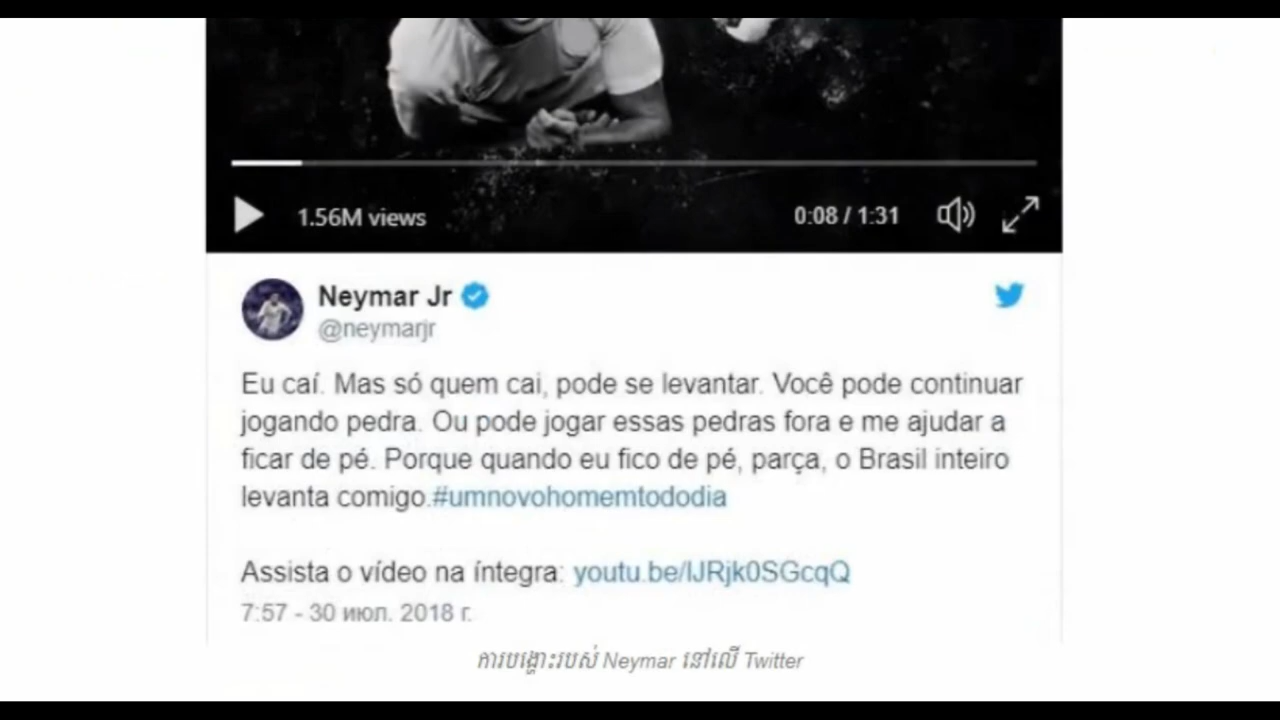 1.56M views
0:08 / 1:31
Neymar Jr
@neymarjr
Eu caí. Mas só quem cai, pode se levantar. Você pode continuar
jogando pedra. Ou pode jogar essas pedras fora e me ajudar a
ficar de pé. Porque quando eu fico de pé, parça, o Brasil inteiro
levanta comigo.#umnovohomemtododia
Assista o vídeo na íntegra: youtu.be/lJRjk0SGcqQ
7:57 - 30 июл. 2018 г.
ការបង្ហោះរបស់ Neymar នៅលើ Twitter